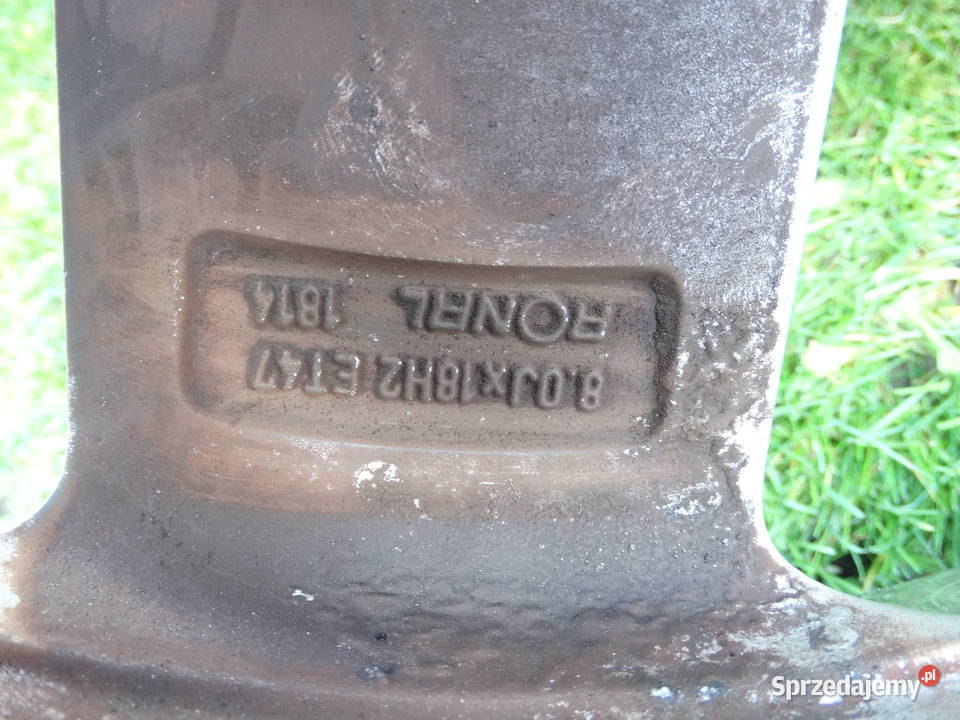 8.0Jx18H2 ET47
RONAL 1814
Sprzedajemy.pl